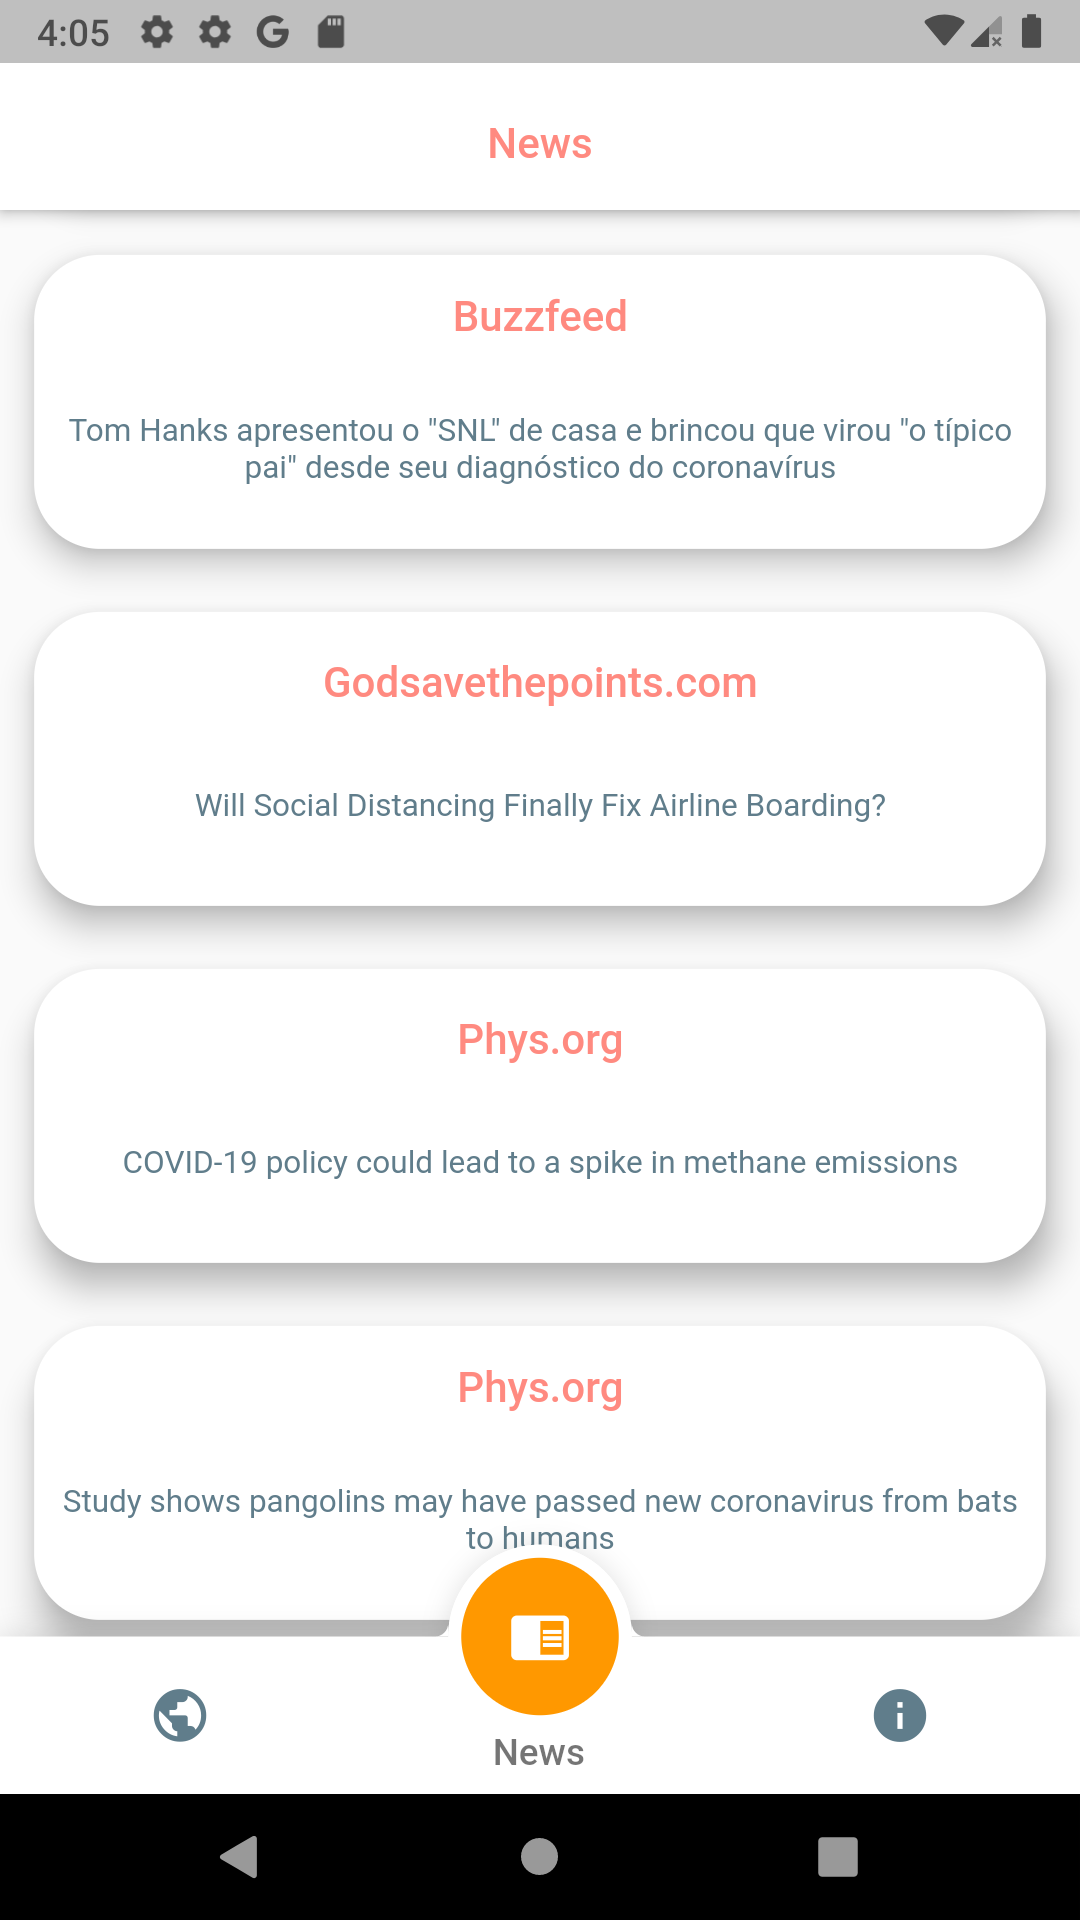 4:05
News
Buzzfeed
Tom Hanks apresentou o "SNL" de casa e brincou que virou "o típico
pai" desde seu diagnóstico do coronavírus
Godsavethepoints.com
Will Social Distancing Finally Fix Airline Boarding?
Phys.org
COVID-19 policy could lead to a spike in methane emissions
Phys.org
Study shows pangolins may have passed new coronavirus from bats
to humans
News